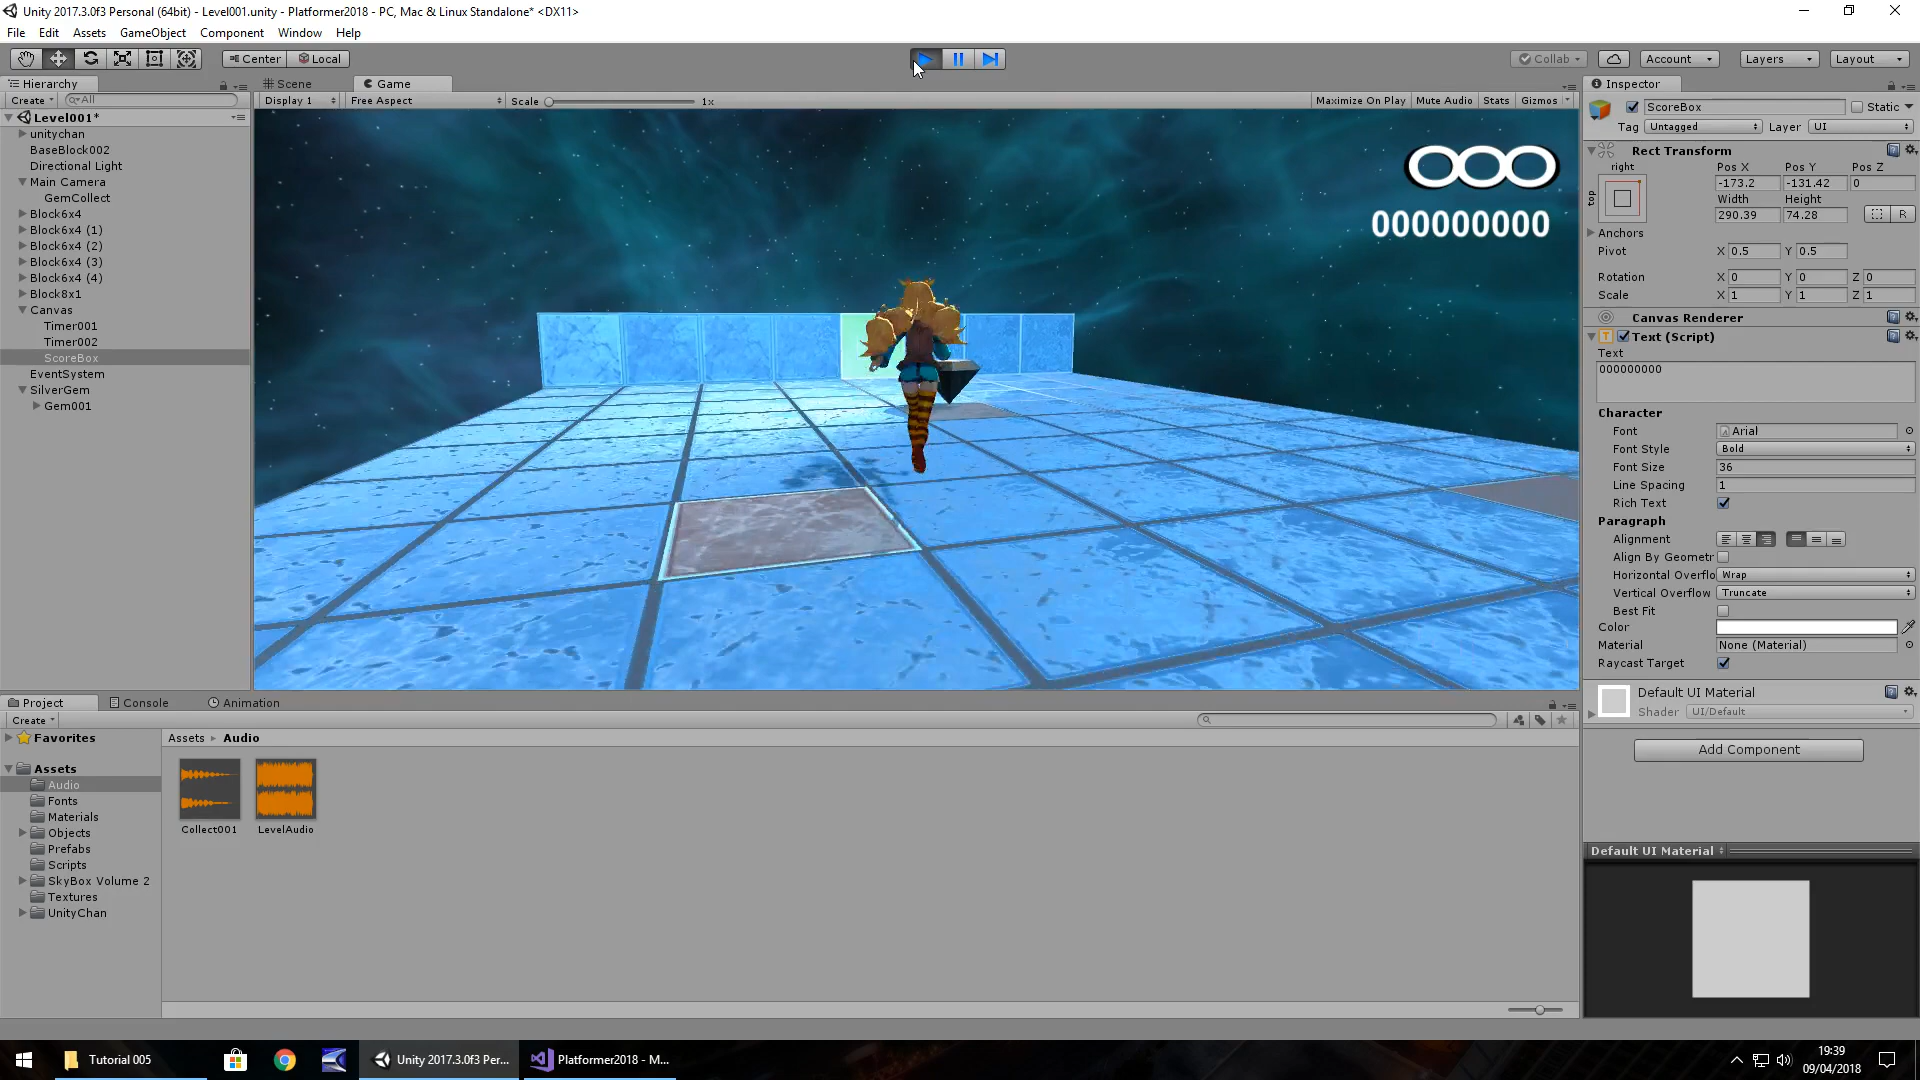 Unity 2017.3.0f3 Personal (64bit) - Level001.unity - Platformer2018 - PC, Mac & Linux Standalone* <DX11>
File Edit Assets GameObject Component Window Help
Center Local
Collab Account Layers Layout
Hierarchy
Create All
Level001*
unitychan
BaseBlock002
Directional Light
Main Camera
GemCollect
Block6x4
Block6x4 (1)
Block6x4 (2)
Block6x4 (3)
Block6x4 (4)
Block8x1
Canvas
Timer001
Timer002
ScoreBox
EventSystem
SilverGem
Gem001
Scene Game
Display 1 Free Aspect Scale 1x Maximize On Play Mute Audio Stats Gizmos
000
000000000
Inspector
ScoreBox Static
Tag Untagged Layer UI
Rect Transform
right
top
Pos X Pos Y Pos Z
-173.2 -131.42 0
Width Height
290.39 74.28 R
Anchors
Pivot X 0.5 Y 0.5
Rotation X 0 Y 0 Z 0
Scale X 1 Y 1 Z 1
Canvas Renderer
Text (Script)
Text
000000000
Character
Font Arial
Font Style Bold
Font Size 36
Line Spacing 1
Rich Text
Paragraph
Alignment
Align By Geometr
Horizontal Overflo Wrap
Vertical Overflow Truncate
Best Fit
Color
Material None (Material)
Raycast Target
Default UI Material
Shader UI/Default
Add Component
Default UI Material
Project Console Animation
Create
Favorites
Assets
Audio
Fonts
Materials
Objects
Prefabs
Scripts
SkyBox Volume 2
Textures
UnityChan
Assets Audio
Collect001 LevelAudio
Tutorial 005
Unity 2017.3.0f3 Per...
Platformer2018 - M...
19:39
09/04/2018